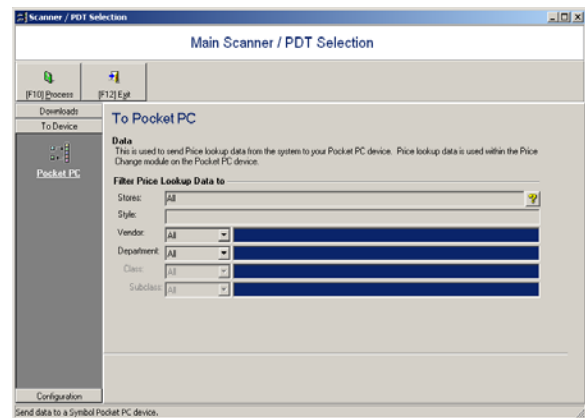 Scanner / PDT Selection
Main Scanner / PDT Selection
[F10] Process
[F12] Exit
Downloads
To Device
Pocket PC
Configuration
To Pocket PC
Data
This is used to send Price lookup data from the system to your Pocket PC device. Price lookup data is used within the Price
Change module on the Pocket PC device.
Filter Price Lookup Data to
Stores: All
Style:
Vendor: All
Department: All
Class: All
Subclass: All
Send data to a Symbol Pocket PC device.